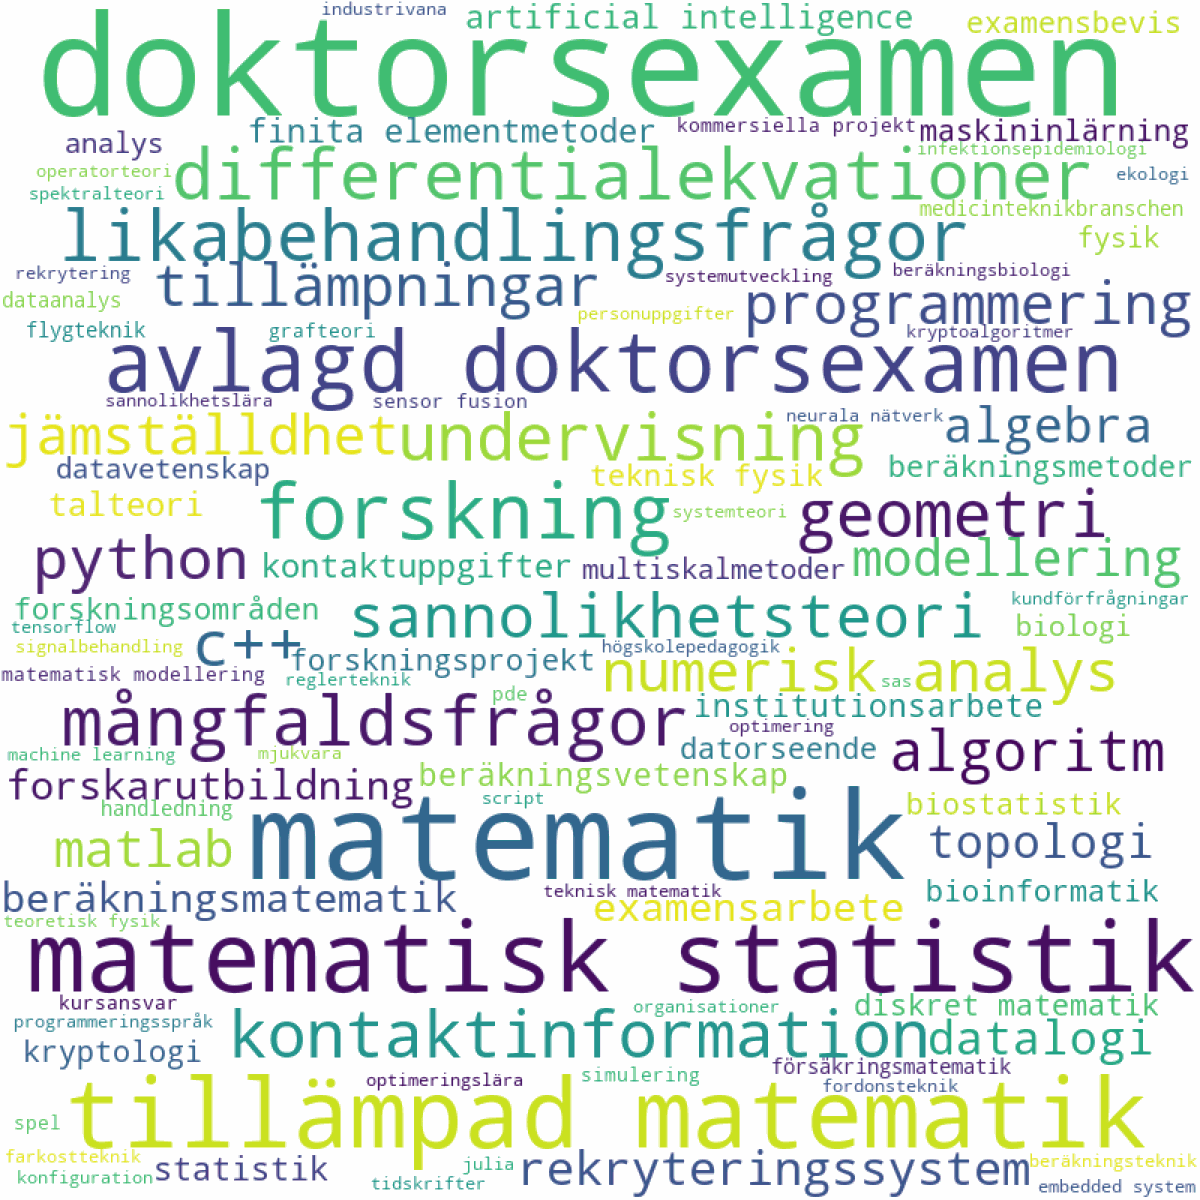 industrivana
artificial intelligence
examensbevis
doktorsexamen
analys
finita elementmetoder
kommersiella projekt
maskininlärning
operatorteori
differentialekvationer
infektionsepidemiologi
ekologi
spektralteori
likabehandlingsfrågor
medicinteknikbranschen
fysik
rekrytering
tillämpningar
systemutveckling
beräkningsbiologi
dataanalys
personuppgifter
programmering
flygteknik
grafteori
kryptoalgoritmer
avlagd doktorsexamen
sannolikhetslära
sensor fusion
neurala nätverk
algebra
jämställdhet
undervisning
datavetenskap
teknisk fysik
beräkningsmetoder
talteori
forskning
systemteori
geometri
python
kontaktuppgifter
multiskalmetoder
modellering
forskningsområden
sannolikhetsteori
kundförfrågningar
tensorflow
biologi
signalbehandling
c++
forskningsprojekt
högskolepedagogik
numerisk analys
matematisk modellering
reglerteknik
sas
pde
mångfaldsfrågor
institutionsarbete
optimering
machine learning
mjukvara
datorseende
algoritm
forskarutbildning
beräkningsvetenskap
handledning
script
biostatistik
matlab
matematik
topologi
beräkningsmatematik
teknisk matematik
bioinformatik
teoretisk fysik
examensarbete
matematisk statistik
kursansvar
organisationer
diskret matematik
programmeringsspråk
kontaktinformation
datalogi
kryptologi
försäkringsmatematik
optimeringslära
simulering
fordonsteknik
spel
tillämpad matematik
farkostteknik
statistik
julia
rekryteringssystem
beräkningsteknik
konfiguration
tidskrifter
embedded system